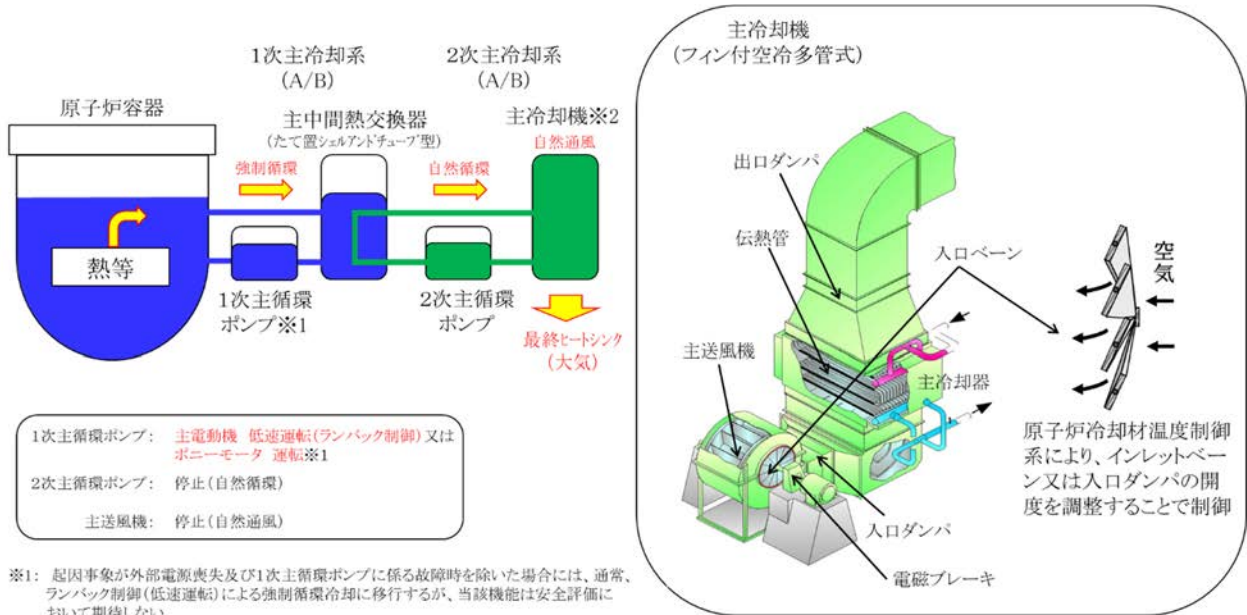 1次主冷却系
(A/B)
2次主冷却系
(A/B)
原子炉容器
主中間熱交換器
(たて置シェルアンドチューブ型)
主冷却機※2
自然通風
強制循環
自然循環
熱等
1次主循環
ポンプ※1
2次主循環
ポンプ
最終ヒートシンク
(大気)
1次主循環ポンプ: 主電動機 低速運転(ランバック制御)又は
ポニーモータ 運転※1
2次主循環ポンプ: 停止(自然循環)
主送風機: 停止(自然通風)
※1: 起因事象が外部電源喪失及び1次主循環ポンプに係る故障時を除いた場合には、通常、
ランバック制御(低速運転)による強制循環冷却に移行するが、当該機能は安全評価に
おいて期待しない
主冷却機
(フィン付空冷多管式)
出口ダンパ
伝熱管
入口ベーン
空気
主送風機
主冷却器
原子炉冷却材温度制御
系により、インレットベー
ン又は入口ダンパの開
度を調整することで制御
入口ダンパ
電磁ブレーキ